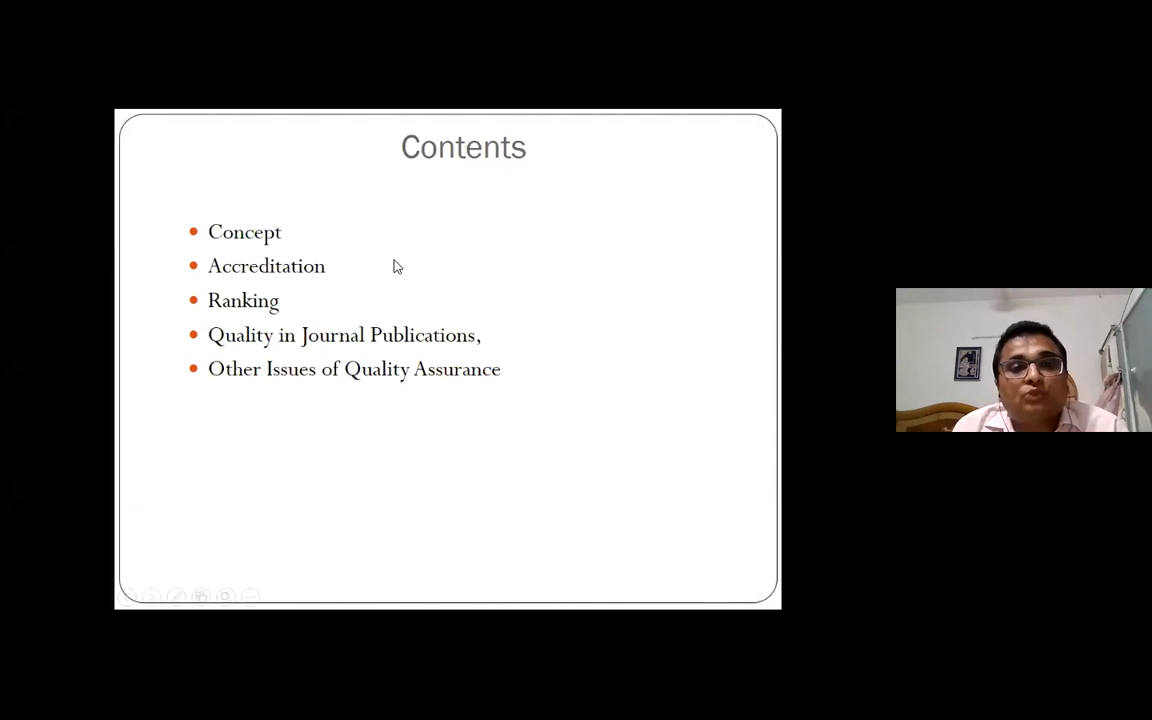 Contents
Concept
Accreditation
Ranking
Quality in Journal Publications,
Other Issues of Quality Assurance